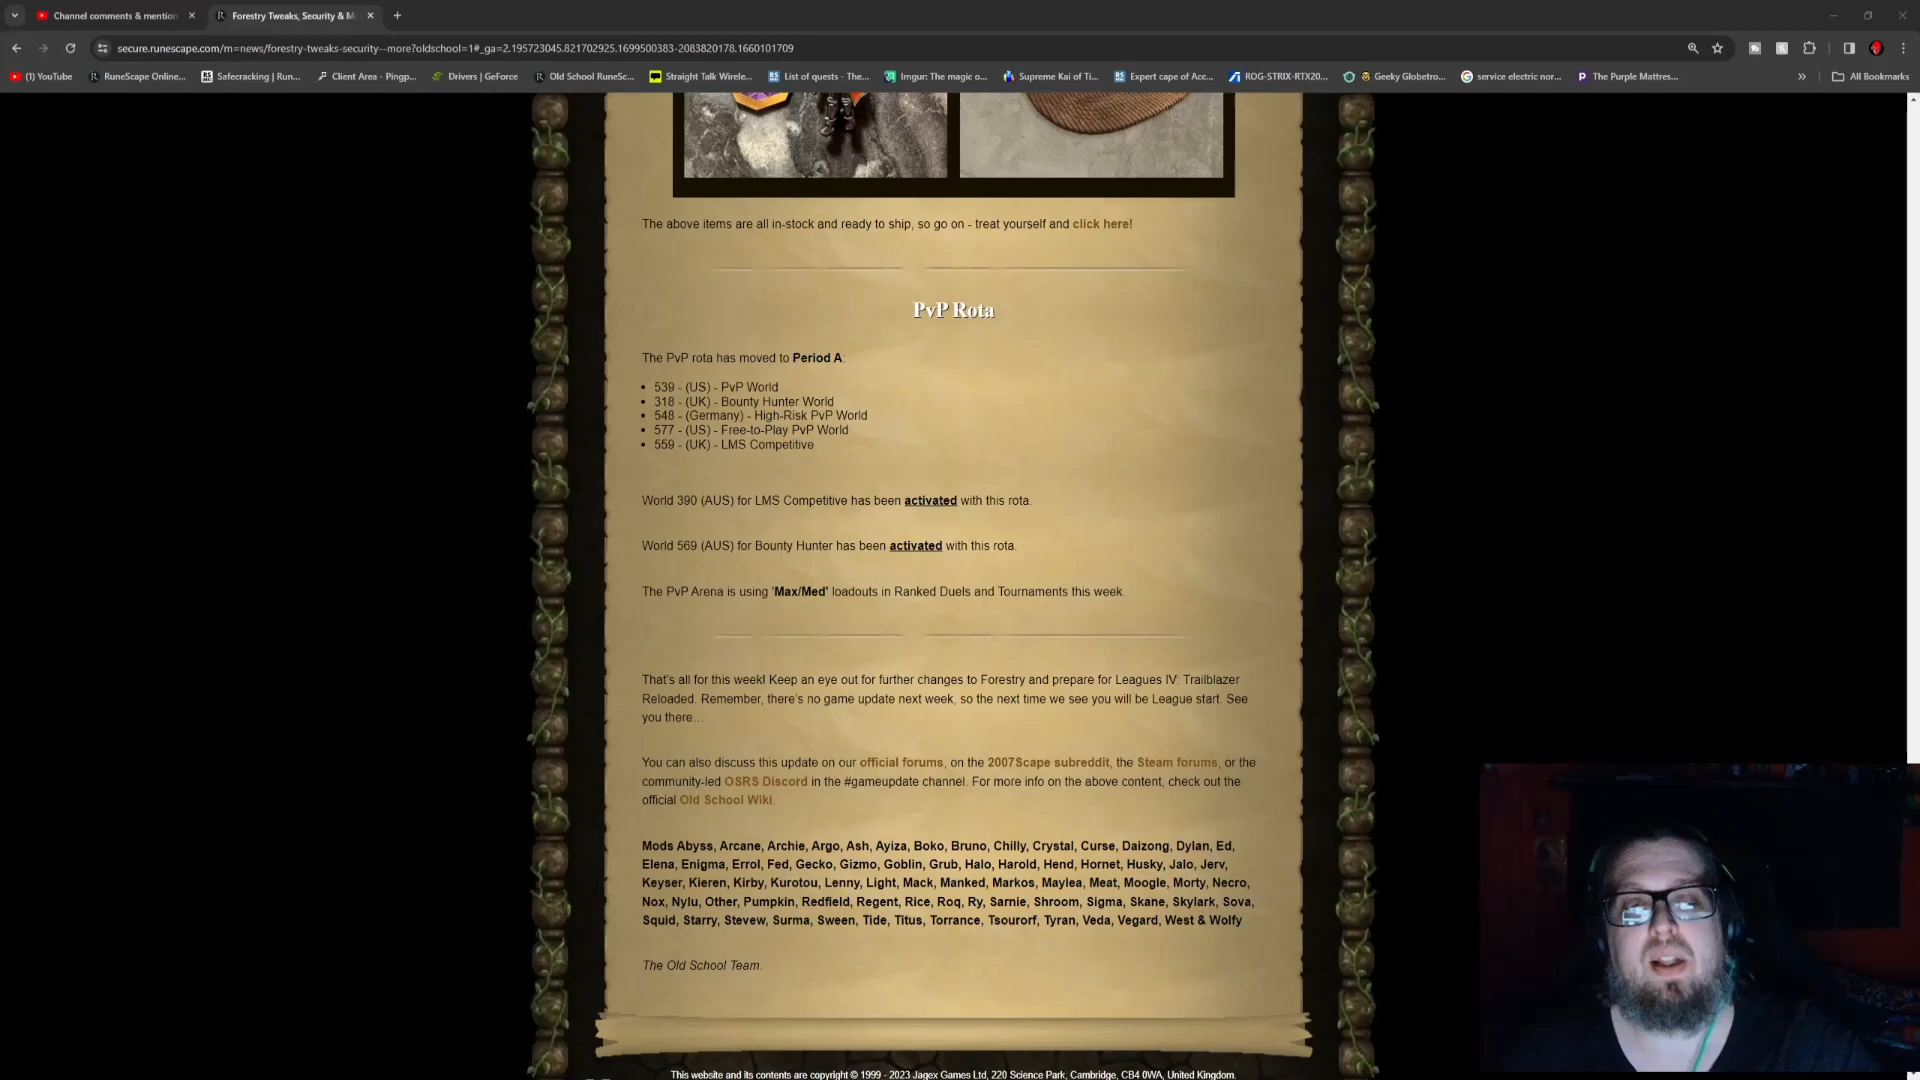 Channel comments & mention
Forestry Tweaks, Security & M
secure.runescape.com/m=news/forestry-tweaks-security--more?oldschool=1#_ga=2.195723045.821702925.1699500383-2083820178.1660101709
(1) YouTube
RuneScape Online...
Safecracking | Run...
Client Area - Pingp...
Drivers | GeForce
Old School RuneSc...
Straight Talk Wirele...
List of quests - The...
Imgur: The magic o...
Supreme Kai of Ti...
Expert cape of Acc...
ROG-STRIX-RTX20...
Geeky Globetro...
service electric nor...
The Purple Mattres...
All Bookmarks
The above items are all in-stock and ready to ship, so go on - treat yourself and click here!
PvP Rota
The PvP rota has moved to Period A:
• 539 - (US) - PvP World
• 318 - (UK) - Bounty Hunter World
• 548 - (Germany) - High-Risk PvP World
• 577 - (US) - Free-to-Play PvP World
• 559 - (UK) - LMS Competitive
World 390 (AUS) for LMS Competitive has been activated with this rota.
World 569 (AUS) for Bounty Hunter has been activated with this rota.
The PvP Arena is using 'Max/Med' loadouts in Ranked Duels and Tournaments this week.
That's all for this week! Keep an eye out for further changes to Forestry and prepare for Leagues IV: Trailblazer
Reloaded. Remember, there's no game update next week, so the next time we see you will be League start. See
you there...
You can also discuss this update on our official forums, on the 2007Scape subreddit, the Steam forums, or the
community-led OSRS Discord in the #gameupdate channel. For more info on the above content, check out the
official Old School Wiki.
Mods Abyss, Arcane, Archie, Argo, Ash, Ayiza, Boko, Bruno, Chilly, Crystal, Curse, Daizong, Dylan, Ed,
Elena, Enigma, Errol, Fed, Gecko, Gizmo, Goblin, Grub, Halo, Harold, Hend, Hornet, Husky, Jalo, Jerv,
Keyser, Kieren, Kirby, Kurotou, Lenny, Light, Mack, Manked, Markos, Maylea, Meat, Moogle, Morty, Necro,
Nox, Nylu, Other, Pumpkin, Redfield, Regent, Rice, Roq, Ry, Sarnie, Shroom, Sigma, Skane, Skylark, Sova,
Squid, Starry, Stevew, Surma, Sween, Tide, Titus, Torrance, Tsourorf, Tyran, Veda, Vegard, West & Wolfy
The Old School Team.
This website and its contents are copyright © 1999 - 2023 Jagex Games Ltd, 220 Science Park, Cambridge, CB4 0WA, United Kingdom.